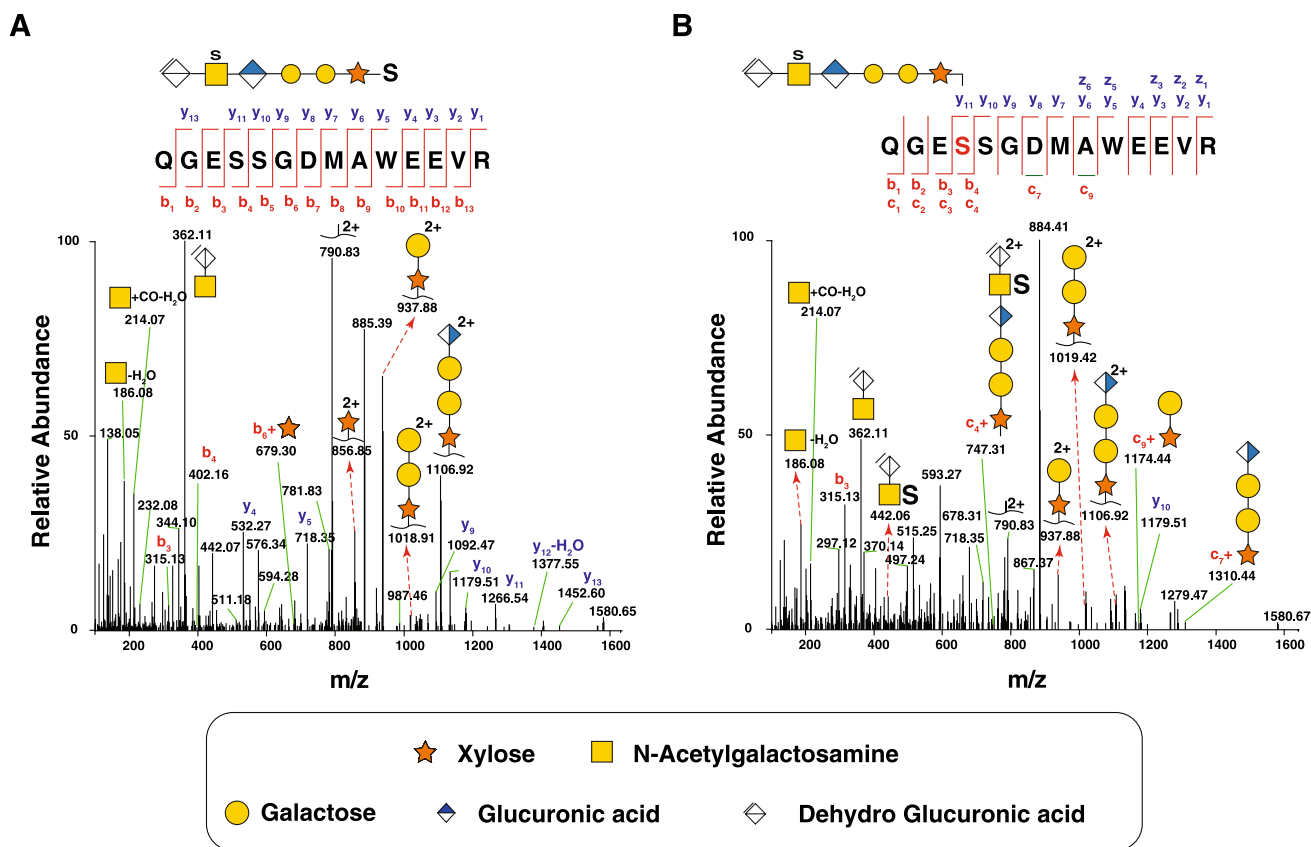 A
S
S
y13 y11 y10 y9 y8 y7 y6 y5 y4 y3 y2 y1
QGESSGDMAWEEVR
b1 b2 b3 b4 b5 b6 b7 b8 b9 b10 b11 b12 b13
Relative Abundance
100
50
0
362.11
2+
790.83
2+
937.88
+CO-H2O
214.07
-H2O
186.08
138.05
885.39
2+
1106.92
b6+
679.30
2+
856.85
2+
1018.91
b4
402.16
232.08
344.10
b3
315.13
442.07
y4
532.27
576.34
781.83
y5
718.35
594.28
511.18
987.46
y9
1092.47
y10
1179.51
y11
1266.54
y12-H2O
1377.55
y13
1452.60
1580.65
200 400 600 800 1000 1200 1400 1600
m/z
B
S
y11 y10 y9 y8 y7 z6 y6 z5 y5 y4 z3 y3 z2 y2 z1 y1
QGESSGDMAWEEVR
b1 b2 b3 b4
c1 c2 c3 c4 c7 c9
Relative Abundance
100
50
0
884.41
2+
S
c4+
747.31
2+
1019.42
+CO-H2O
214.07
-H2O
186.08
362.11
2+
1106.92
c9+
1174.44
b3
315.13
S
442.06
593.27
2+
790.83
2+
937.88
y10
1179.51
297.12
370.14
497.24
515.25
678.31
718.35
867.37
c7+
1310.44
1279.47
1580.67
200 400 600 800 1000 1200 1400 1600
m/z
Xylose
N-Acetylgalactosamine
Galactose
Glucuronic acid
Dehydro Glucuronic acid